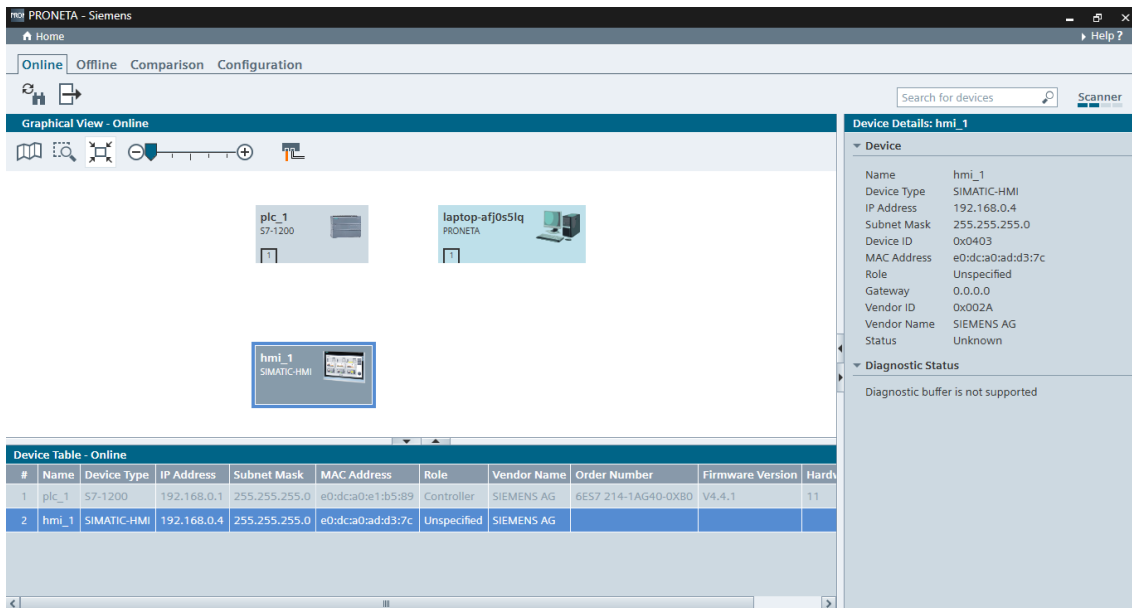 PRONETA - Siemens
Home
Help ?
Online Offline Comparison Configuration
Search for devices
Scanner
Graphical View - Online
plc_1
S7-1200
1
laptop-afj0s5lq
PRONETA
1
hmi_1
SIMATIC-HMI
Device Table - Online
# Name Device Type IP Address Subnet Mask MAC Address Role Vendor Name Order Number Firmware Version Hardw
1 plc_1 S7-1200 192.168.0.1 255.255.255.0 e0:dc:a0:e1:b5:89 Controller SIEMENS AG 6ES7 214-1AG40-0XB0 V4.4.1 11
2 hmi_1 SIMATIC-HMI 192.168.0.4 255.255.255.0 e0:dc:a0:ad:d3:7c Unspecified SIEMENS AG
Device Details: hmi_1
Device
Name hmi_1
Device Type SIMATIC-HMI
IP Address 192.168.0.4
Subnet Mask 255.255.255.0
Device ID 0x0403
MAC Address e0:dc:a0:ad:d3:7c
Role Unspecified
Gateway 0.0.0.0
Vendor ID 0x002A
Vendor Name SIEMENS AG
Status Unknown
Diagnostic Status
Diagnostic buffer is not supported